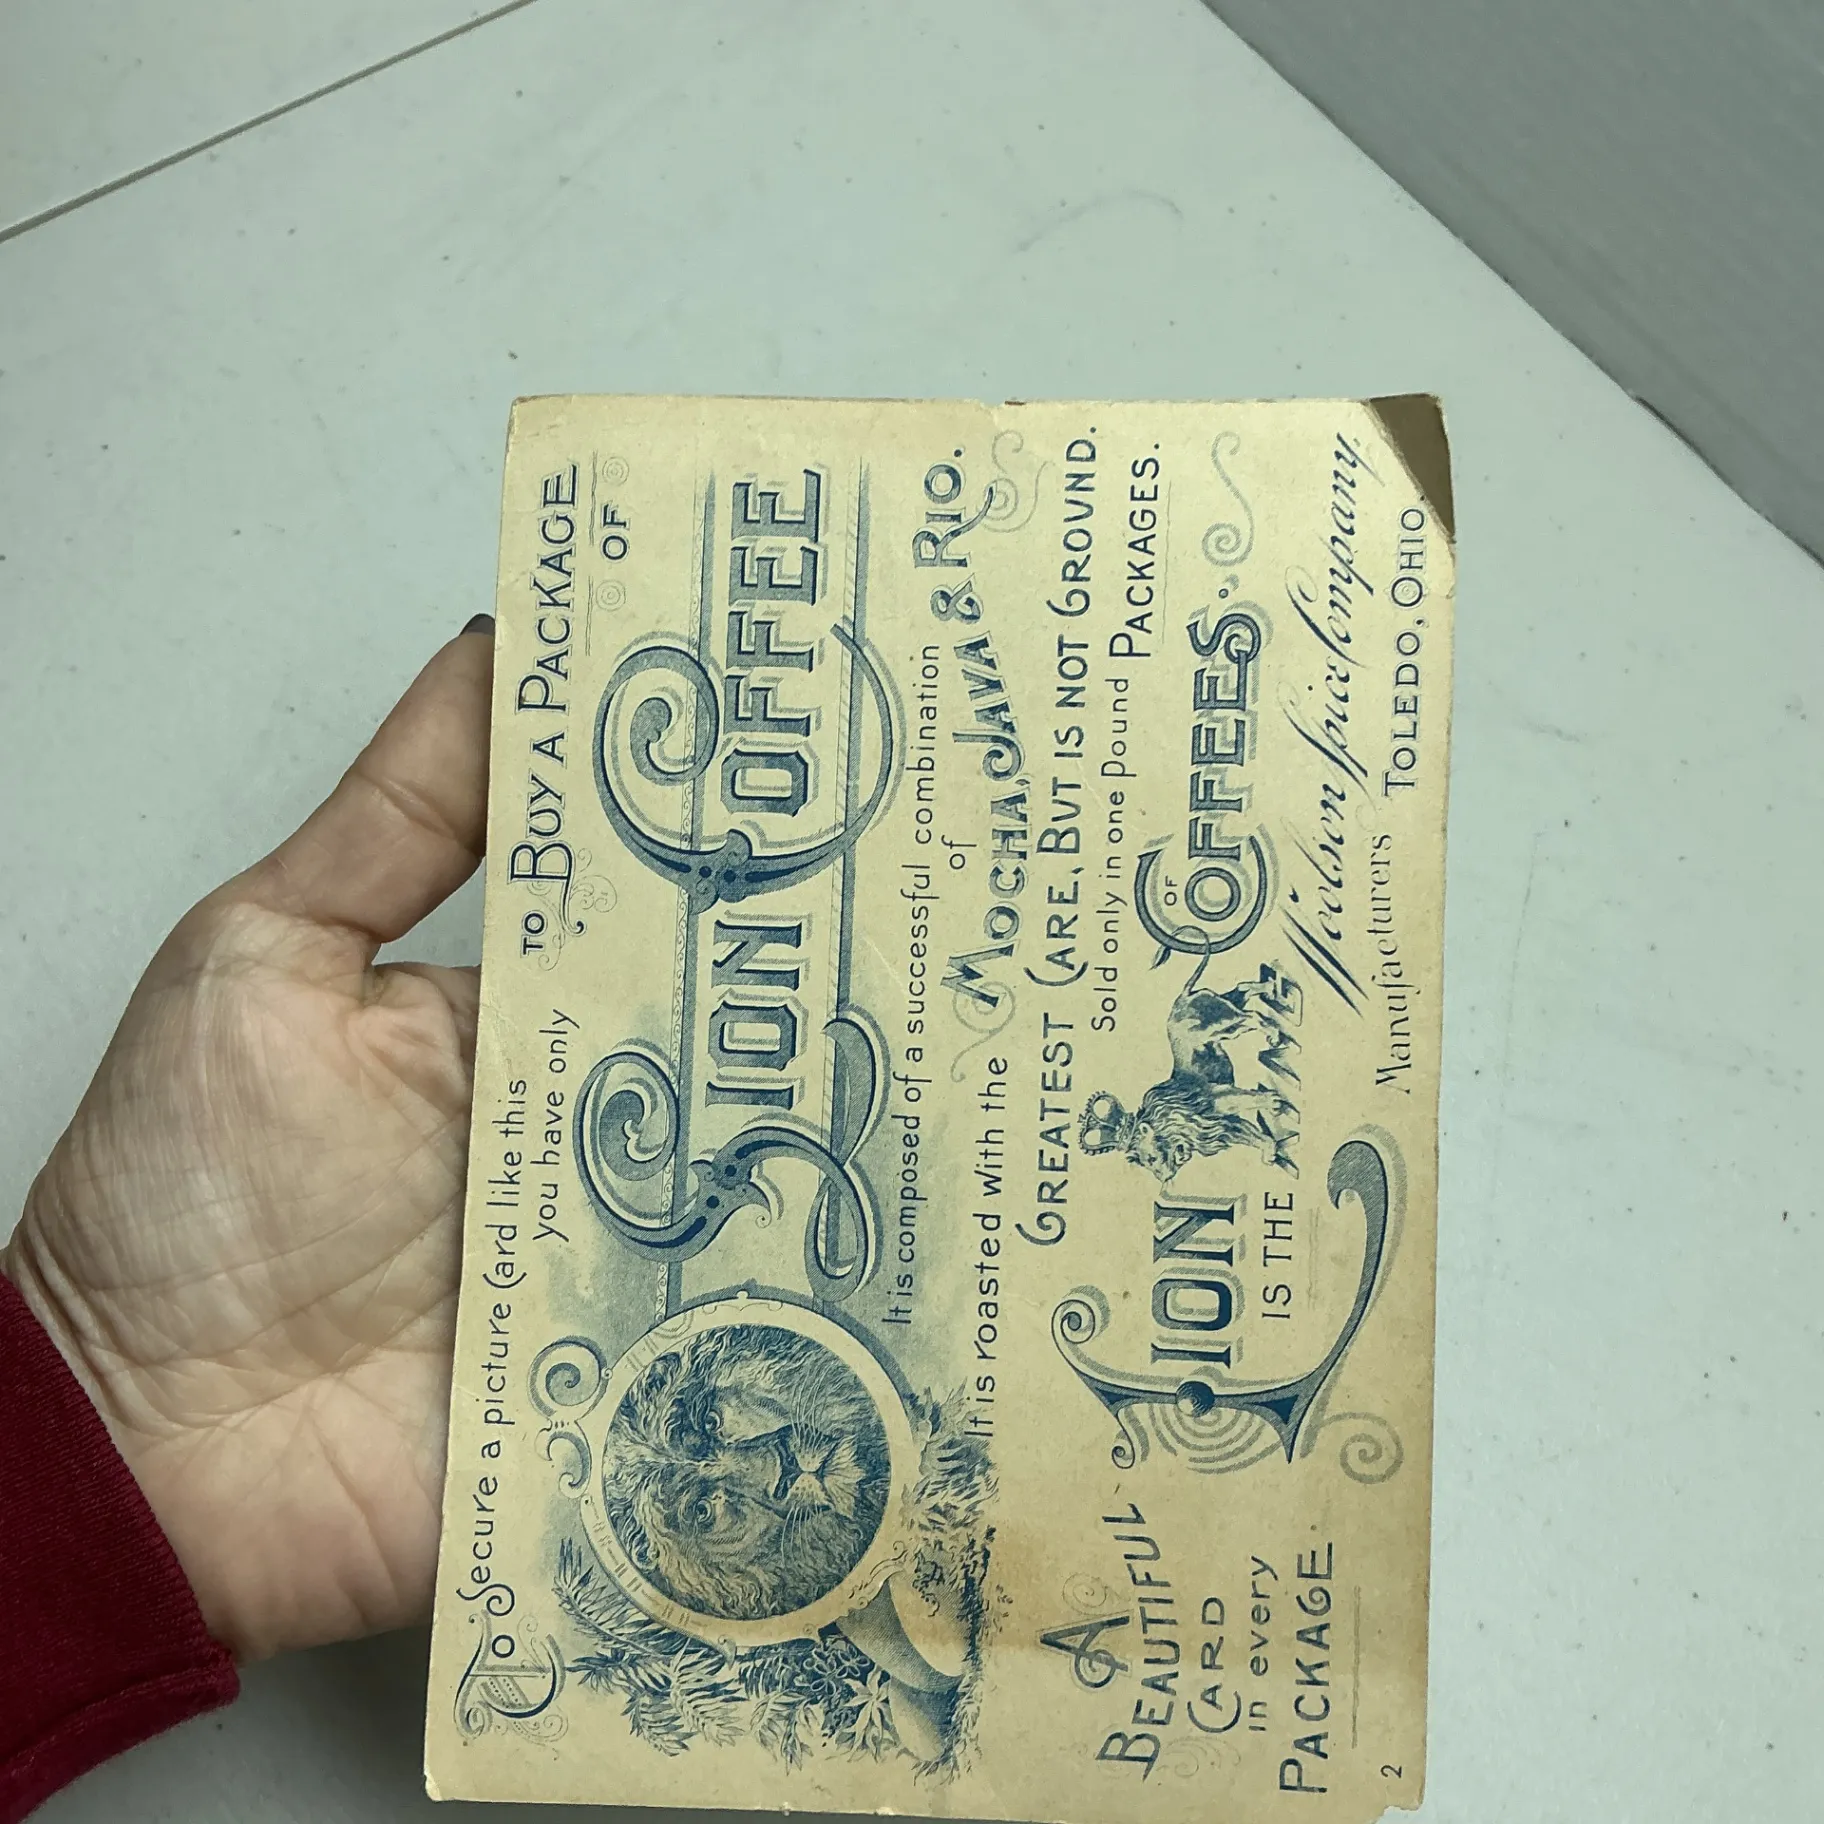 To Secure a picture Card like this
you have only
TO BUY A PACKAGE
OF
LION COFFEE
It is composed of a successful combination
of
MOCHA, JAVA & RIO.
It is roasted with the
GREATEST CARE, BUT IS NOT GROUND.
Sold only in one Pound PACKAGES.
A
BEAUTIFUL
CARD
in every
PACKAGE
LION
IS THE KING
OF
COFFEES.
Woolson Spice Company.
Manufacturers TOLEDO, OHIO.
2